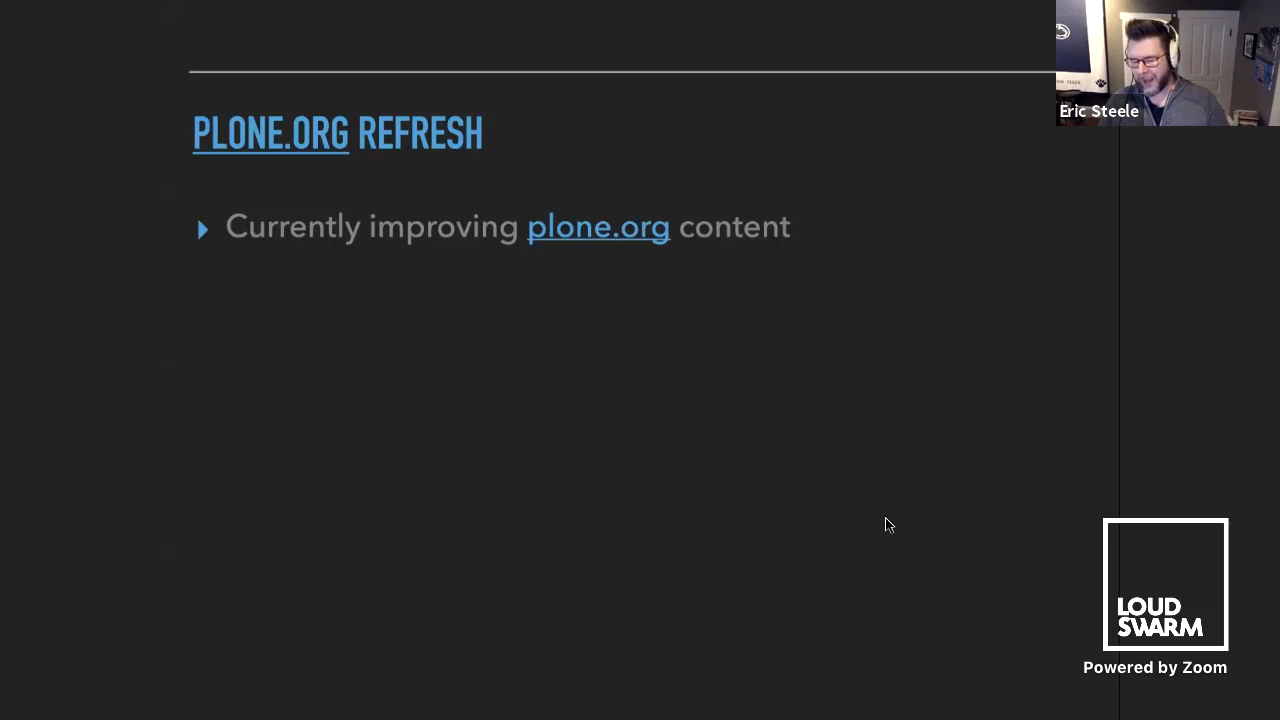 PLONE.ORG REFRESH
Currently improving plone.org content
Eric Steele
LOUD
SWARM
Powered by Zoom